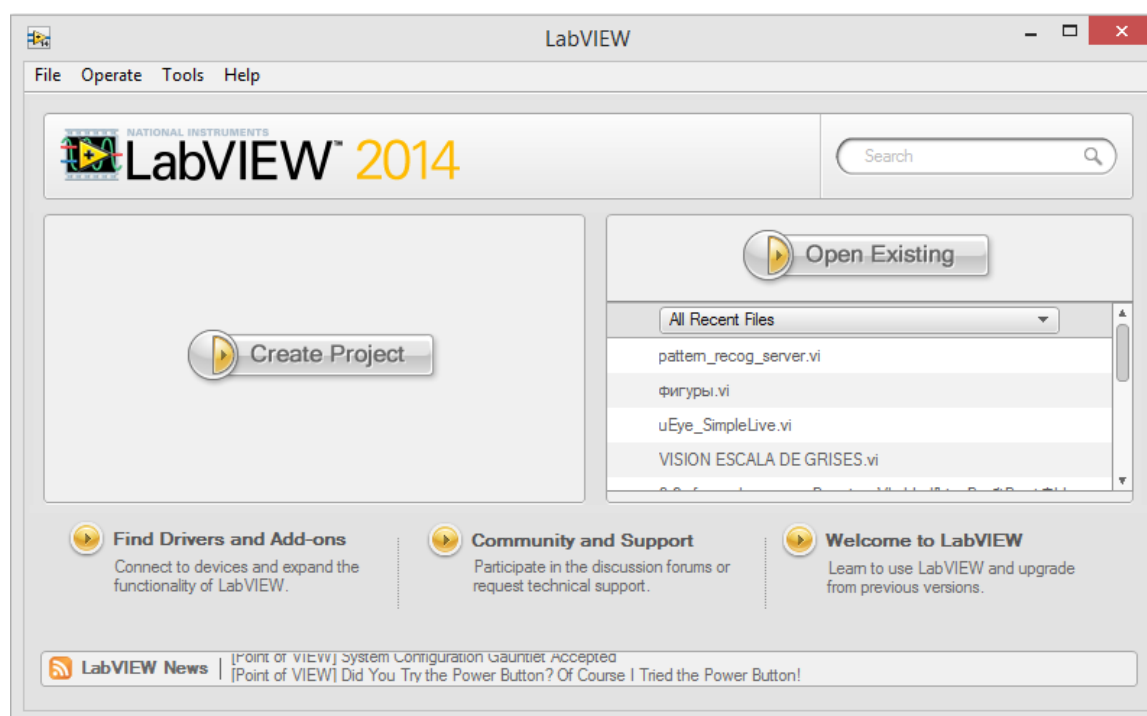 LabVIEW
File Operate Tools Help
NATIONAL INSTRUMENTS
LabVIEW™ 2014
Search
Create Project
Open Existing
All Recent Files
pattern_recog_server.vi
фигуры.vi
uEye_SimpleLive.vi
VISION ESCALA DE GRISES.vi
Find Drivers and Add-ons
Connect to devices and expand the
functionality of LabVIEW.
Community and Support
Participate in the discussion forums or
request technical support.
Welcome to LabVIEW
Learn to use LabVIEW and upgrade
from previous versions.
LabVIEW News
[Point of VIEW] System Configuration Gauntlet Accepted
[Point of VIEW] Did You Try the Power Button? Of Course I Tried the Power Button!